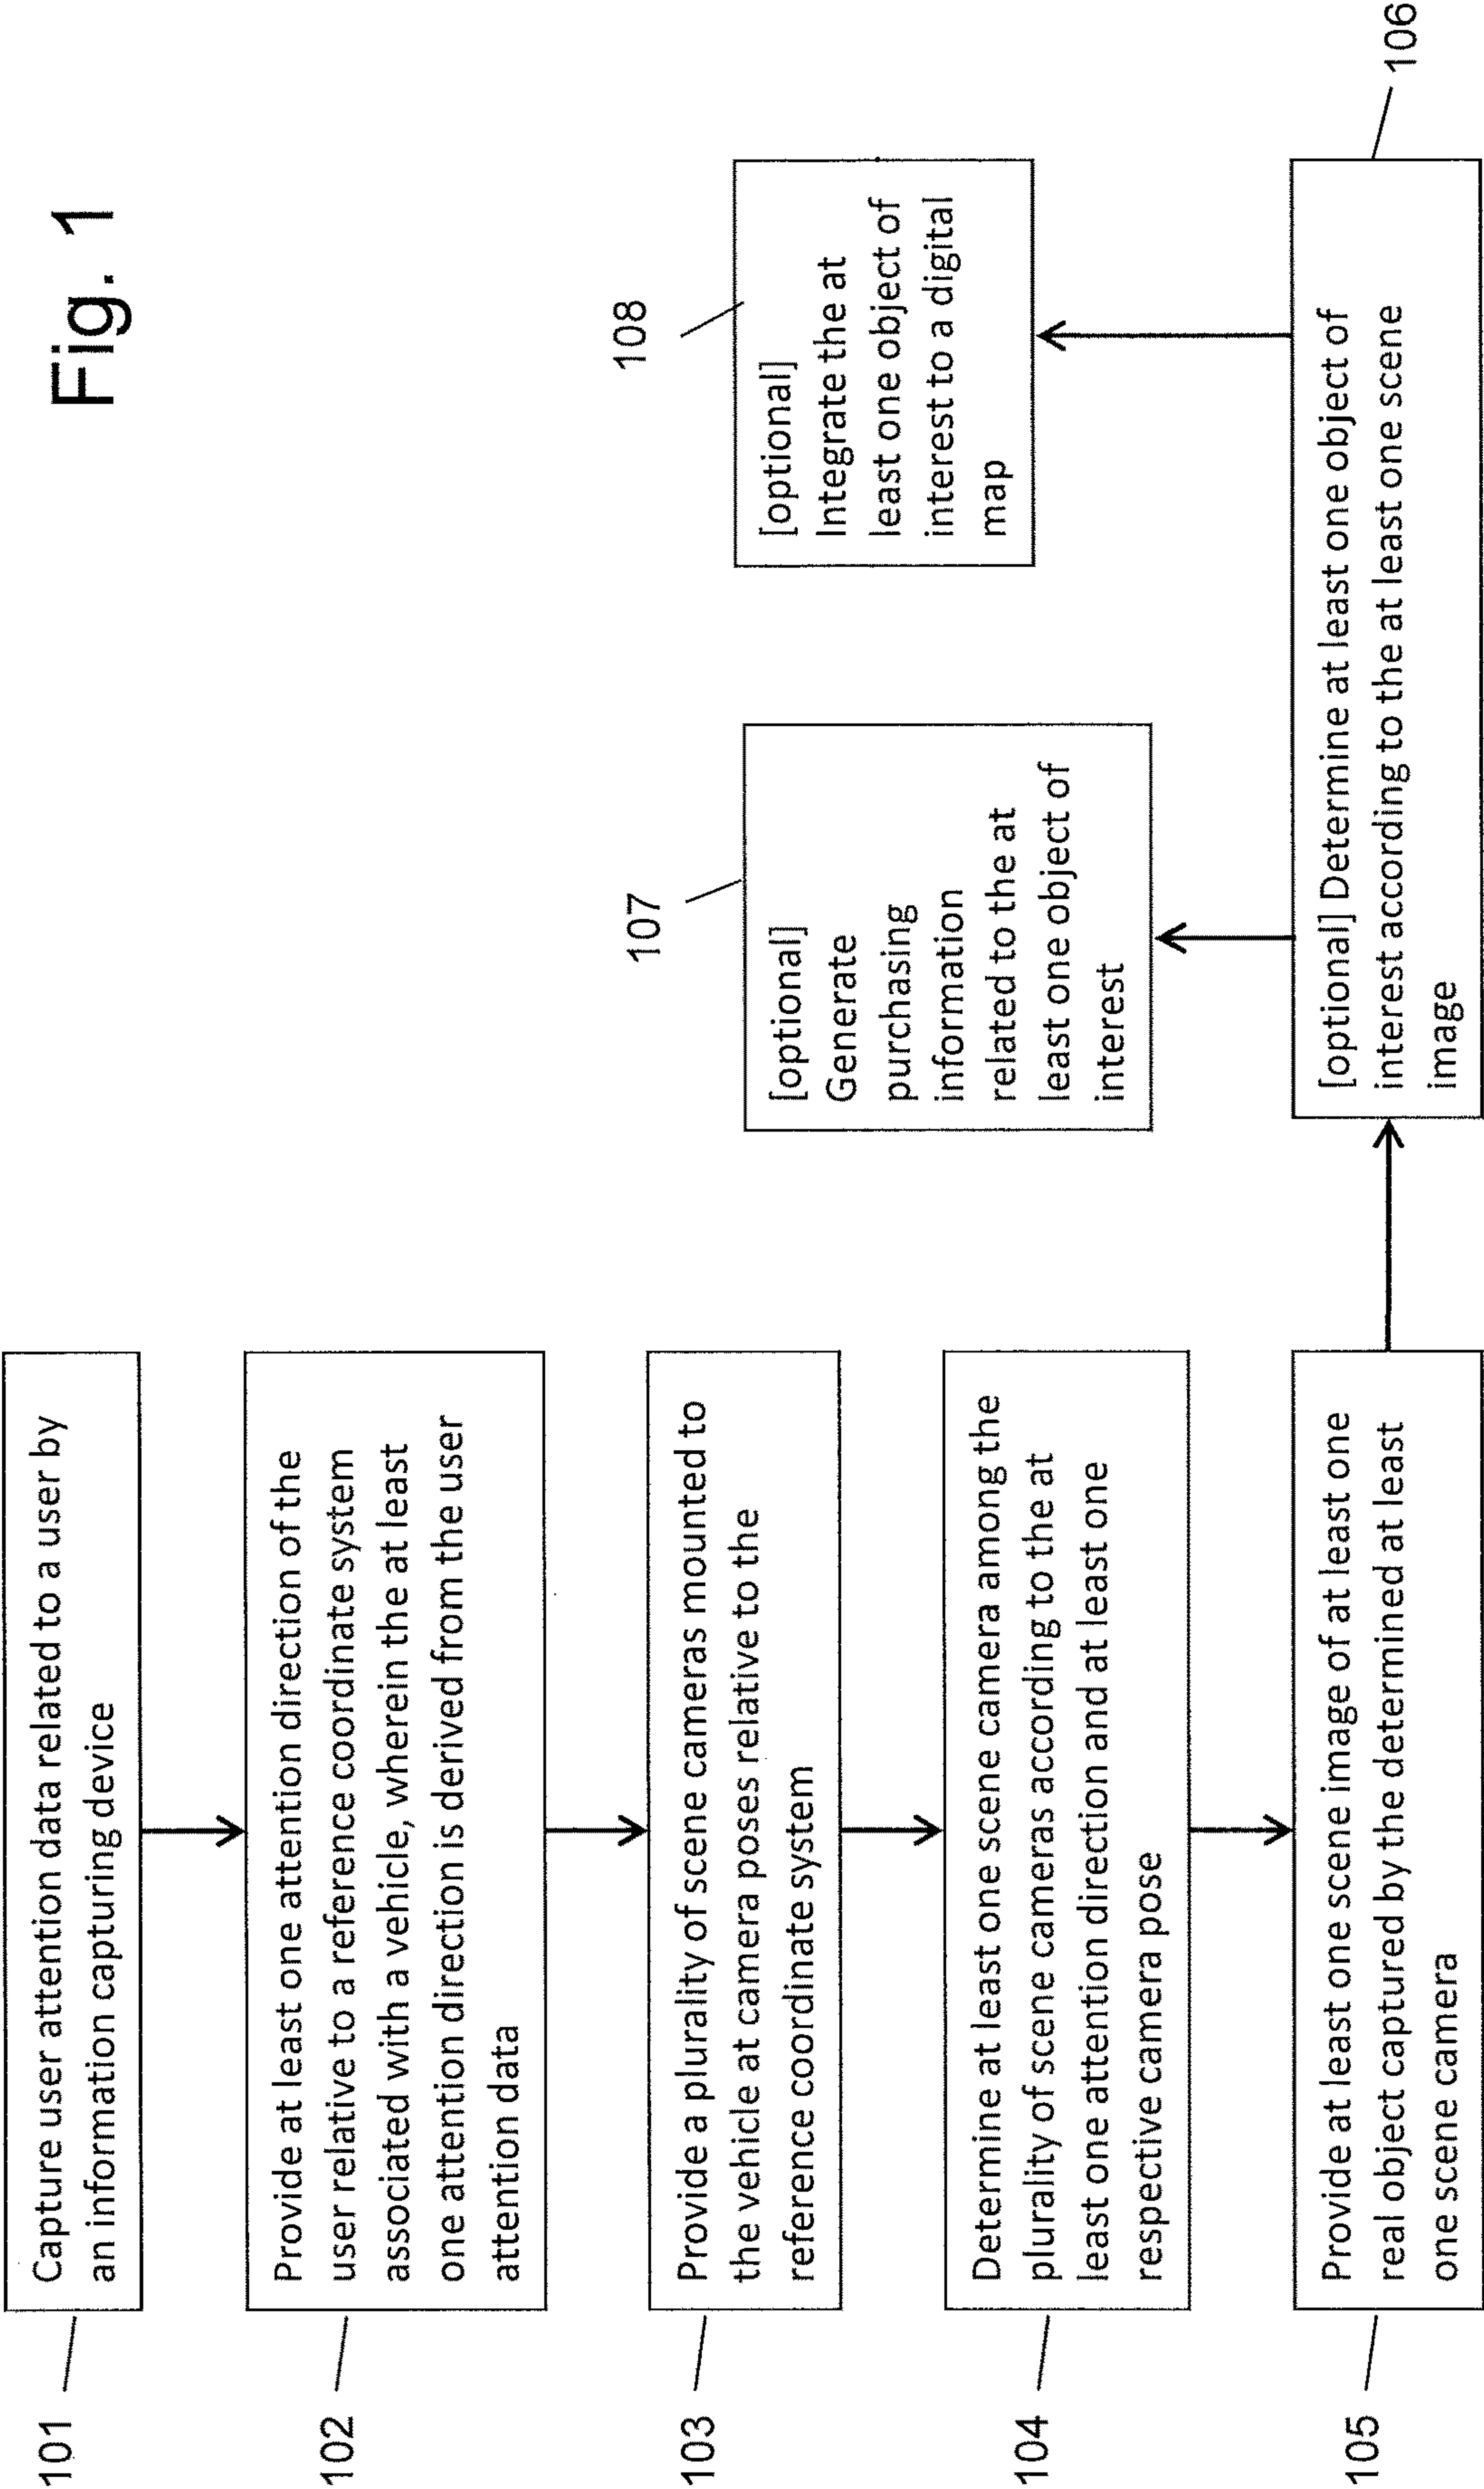 Fig. 1
101
Capture user attention data related to a user by
an information capturing device
102
Provide at least one attention direction of the
user relative to a reference coordinate system
associated with a vehicle, wherein the at least
one attention direction is derived from the user
attention data
103
Provide a plurality of scene cameras mounted to
the vehicle at camera poses relative to the
reference coordinate system
104
Determine at least one scene camera among the
plurality of scene cameras according to the at
least one attention direction and at least one
respective camera pose
105
Provide at least one scene image of at least one
real object captured by the determined at least
one scene camera
106
[optional] Determine at least one object of
interest according to the at least one scene
image
107
[optional]
Generate
purchasing
information
related to the at
least one object of
interest
108
[optional]
Integrate the at
least one object of
interest to a digital
map